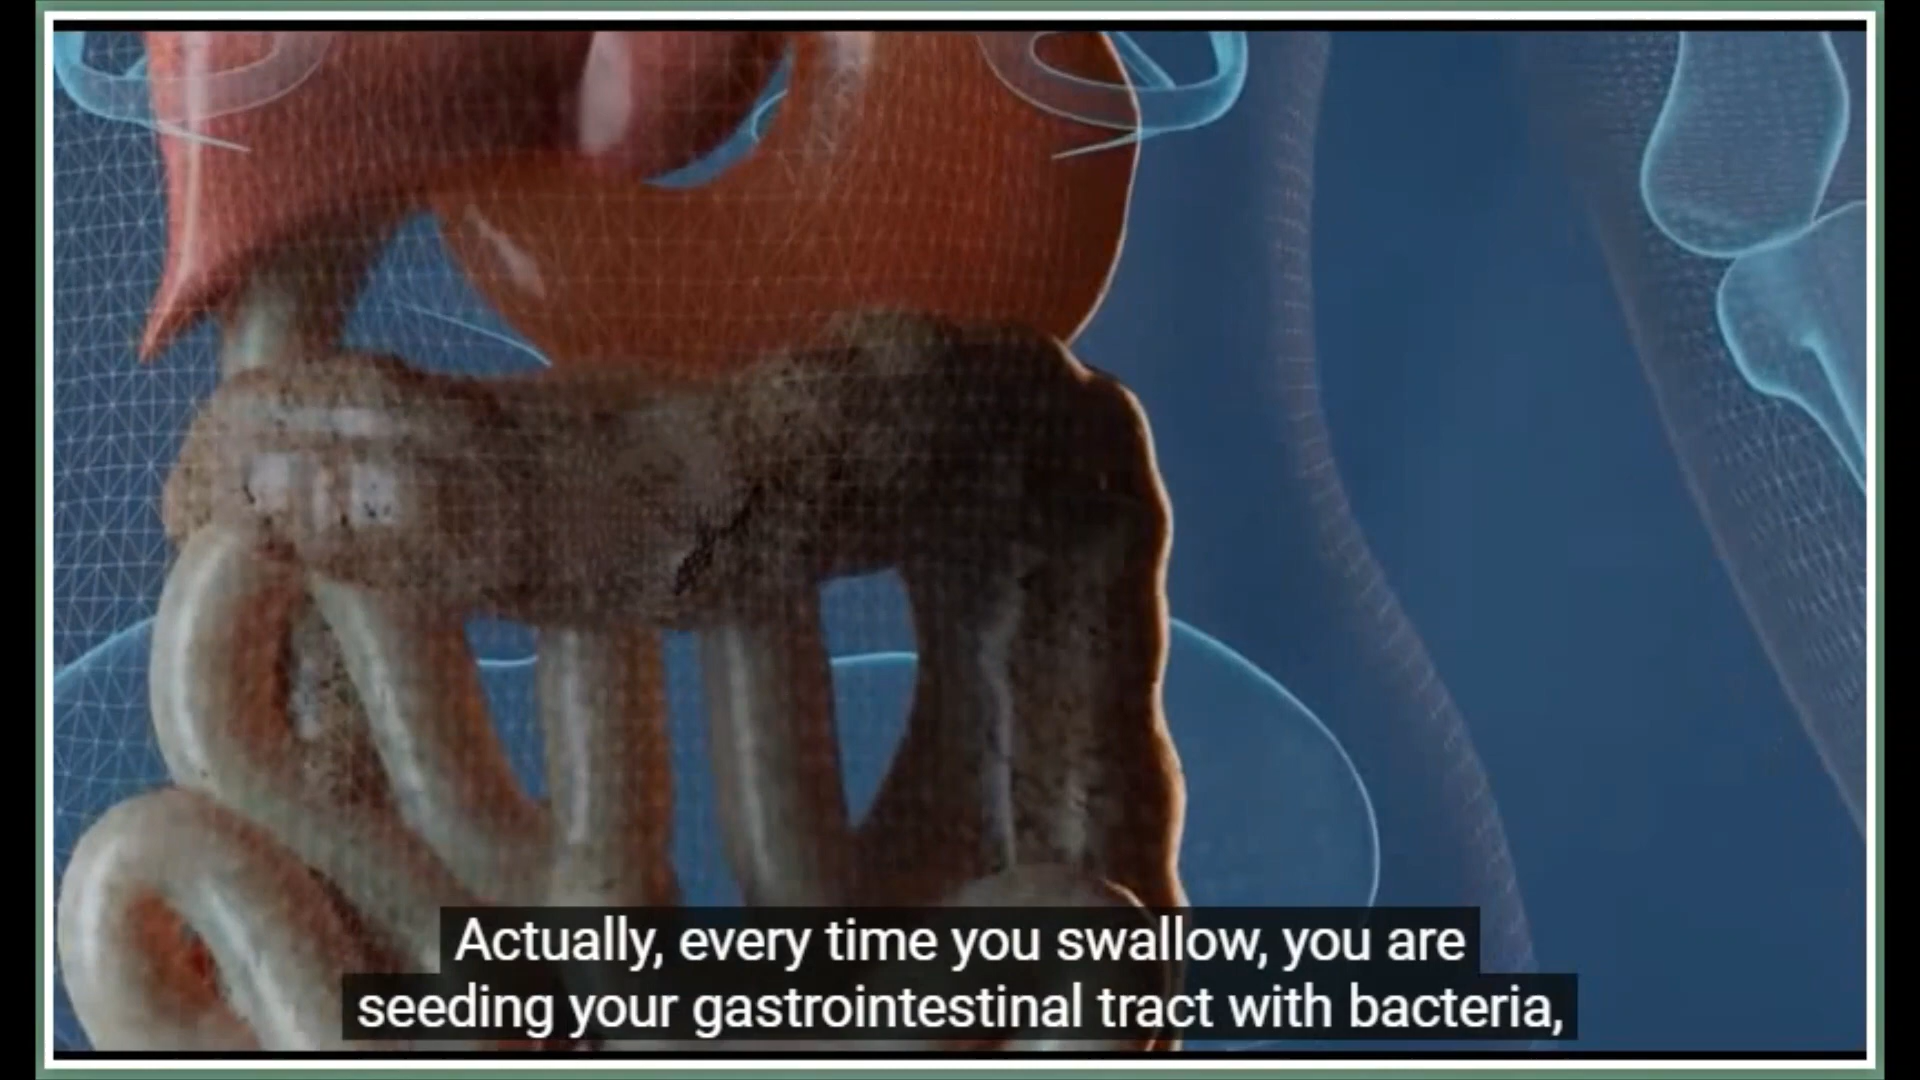 Actually, every time you swallow, you are
seeding your gastrointestinal tract with bacteria,